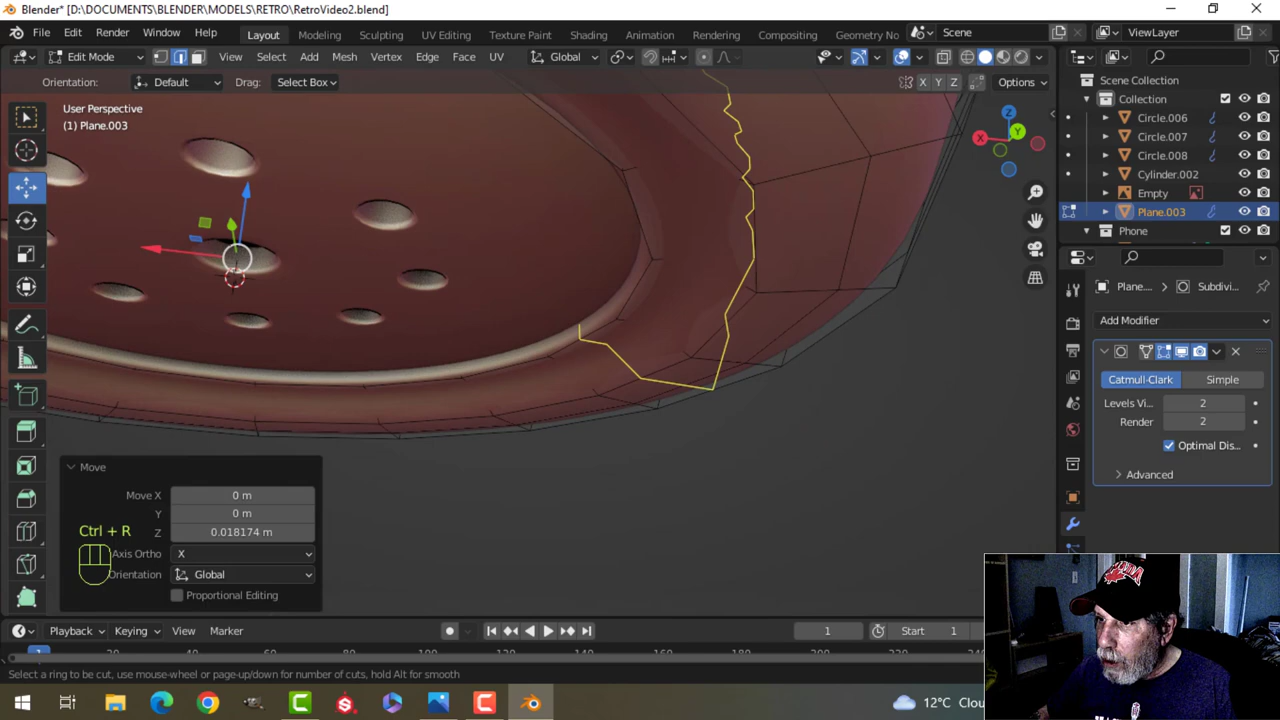 Blender* [D:\DOCUMENTS\BLENDER\MODELS\RETRO\RetroVideo2.blend]
File Edit Render Window Help Layout Modeling Sculpting UV Editing Texture Paint Shading Animation Rendering Compositing Geometry No Scene ViewLayer
Edit Mode View Select Add Mesh Vertex Edge Face UV Global
Orientation: Default Drag: Select Box X Y Z Options
User Perspective
(1) Plane.003
Scene Collection
Collection
Circle.006
Circle.007
Circle.008
Cylinder.002
Empty
Plane.003
Phone
Z
Y
X
Plane.... Subdivi...
Add Modifier
Catmull-Clark Simple
Levels Vi... 2
Render 2
Optimal Dis...
Advanced
Move
Move X 0 m
Y 0 m
Z 0.018174 m
Axis Ortho X
Orientation Global
Proportional Editing
Ctrl + R
Playback Keying View Marker 1 Start 1
Select a ring to be cut, use mouse-wheel or page-up/down for number of cuts, hold Alt for smooth
12°C Clou